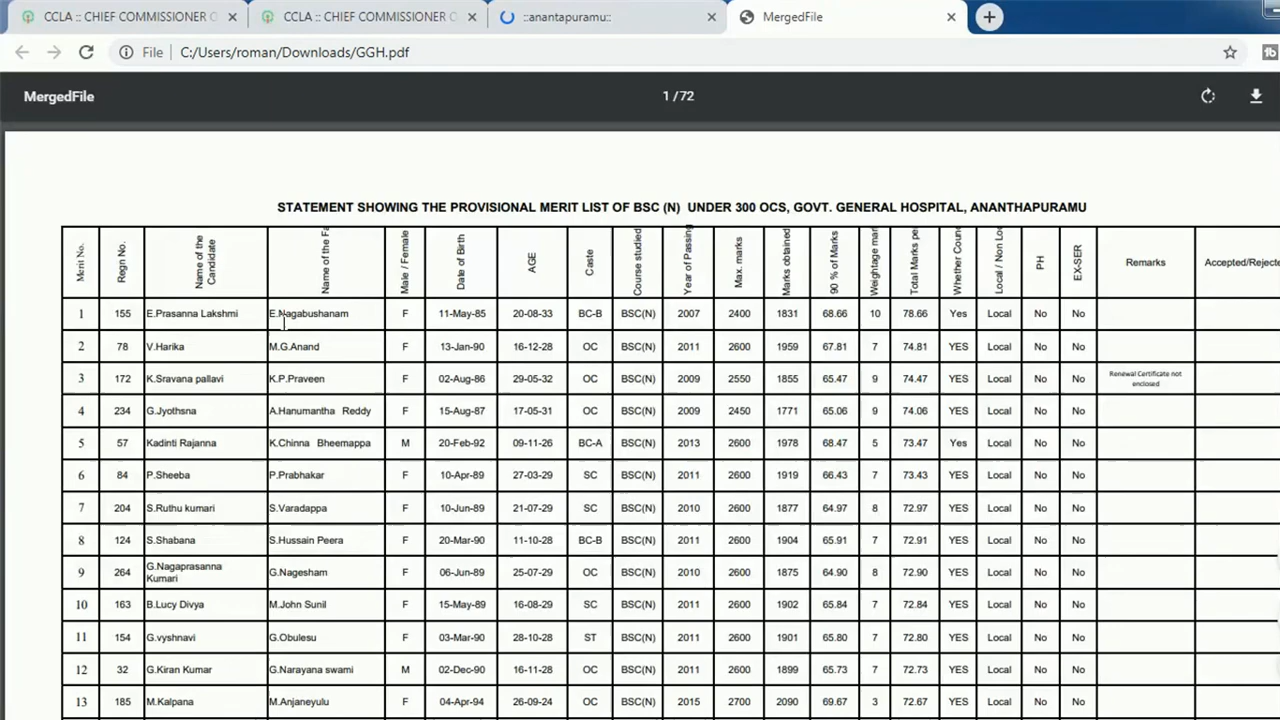 CCLA :: CHIEF COMMISSIONER O
CCLA :: CHIEF COMMISSIONER O
::anantapuramu::
MergedFile
File C:/Users/roman/Downloads/GGH.pdf
MergedFile 1 / 72
STATEMENT SHOWING THE PROVISIONAL MERIT LIST OF BSC (N) UNDER 300 OCS, GOVT. GENERAL HOSPITAL, ANANTHAPURAMU
Merit No. Regn No. Name of the Candidate Name of the Fa Male / Female Date of Birth AGE Caste Course studied Year of Passing Max. marks Marks obtained 90 % of Marks Weightage mar Total Marks pe Whether Coun Local / Non Loc PH EX-SER Remarks Accepted/Rejecte
1 155 E.Prasanna Lakshmi E.Nagabushanam F 11-May-85 20-08-33 BC-B BSC(N) 2007 2400 1831 68.66 10 78.66 Yes Local No No
2 78 V.Harika M.G.Anand F 13-Jan-90 16-12-28 OC BSC(N) 2011 2600 1959 67.81 7 74.81 YES Local No No
3 172 K.Sravana pallavi K.P.Praveen F 02-Aug-86 29-05-32 OC BSC(N) 2009 2550 1855 65.47 9 74.47 YES Local No No Renewal Certificate not enclosed
4 234 G.Jyothsna A.Hanumantha Reddy F 15-Aug-87 17-05-31 OC BSC(N) 2009 2450 1771 65.06 9 74.06 YES Local No No
5 57 Kadinti Rajanna K.Chinna Bheemappa M 20-Feb-92 09-11-26 BC-A BSC(N) 2013 2600 1978 68.47 5 73.47 Yes Local No No
6 84 P.Sheeba P.Prabhakar F 10-Apr-89 27-03-29 SC BSC(N) 2011 2600 1919 66.43 7 73.43 YES Local No No
7 204 S.Ruthu kumari S.Varadappa F 10-Jun-89 21-07-29 SC BSC(N) 2010 2600 1877 64.97 8 72.97 YES Local No No
8 124 S.Shabana S.Hussain Peera F 20-Mar-90 11-10-28 BC-B BSC(N) 2011 2600 1904 65.91 7 72.91 YES Local No No
9 264 G.Nagaprasanna Kumari G.Nagesham F 06-Jun-89 25-07-29 OC BSC(N) 2010 2600 1875 64.90 8 72.90 YES Local No No
10 163 B.Lucy Divya M.John Sunil F 15-May-89 16-08-29 SC BSC(N) 2011 2600 1902 65.84 7 72.84 YES Local No No
11 154 G.vyshnavi G.Obulesu F 03-Mar-90 28-10-28 ST BSC(N) 2011 2600 1901 65.80 7 72.80 YES Local No No
12 32 G.Kiran Kumar G.Narayana swami M 02-Dec-90 16-11-28 OC BSC(N) 2011 2600 1899 65.73 7 72.73 YES Local No No
13 185 M.Kalpana M.Anjaneyulu F 04-Apr-94 26-09-24 OC BSC(N) 2015 2700 2090 69.67 3 72.67 YES Local No No